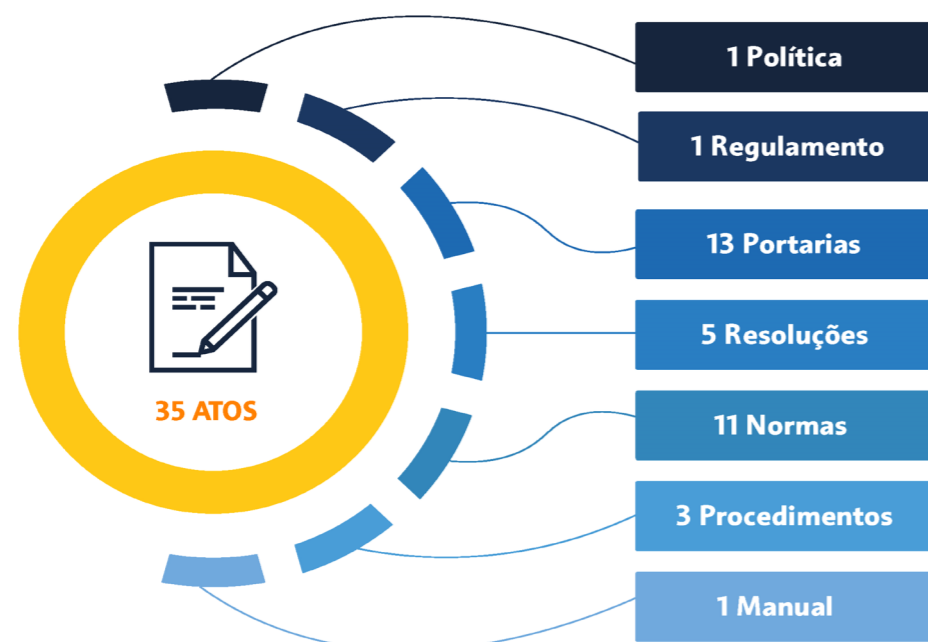 1 Política
1 Regulamento
13 Portarias
5 Resoluções
35 ATOS
11 Normas
3 Procedimentos
1 Manual